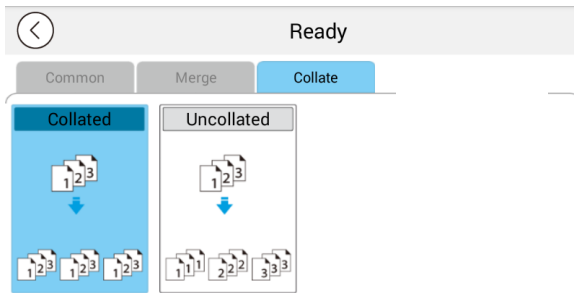 Ready
Common Merge Collate
Collated Uncollated
1 2 3 1 2 3
1 2 3 1 2 3 1 2 3 1 1 1 2 2 2 3 3 3